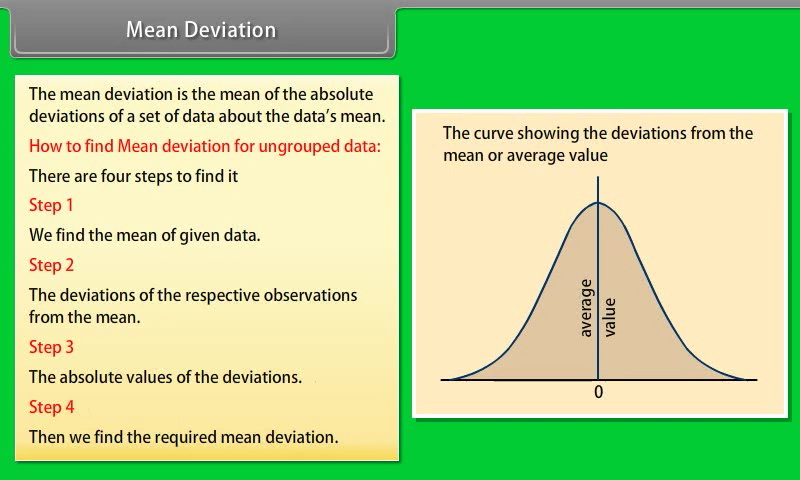 Mean Deviation
The mean deviation is the mean of the absolute
deviations of a set of data about the data's mean.
How to find Mean deviation for ungrouped data:
There are four steps to find it
Step 1
We find the mean of given data.
Step 2
The deviations of the respective observations
from the mean.
Step 3
The absolute values of the deviations.
Step 4
Then we find the required mean deviation.
The curve showing the deviations from the
mean or average value
average
value
0